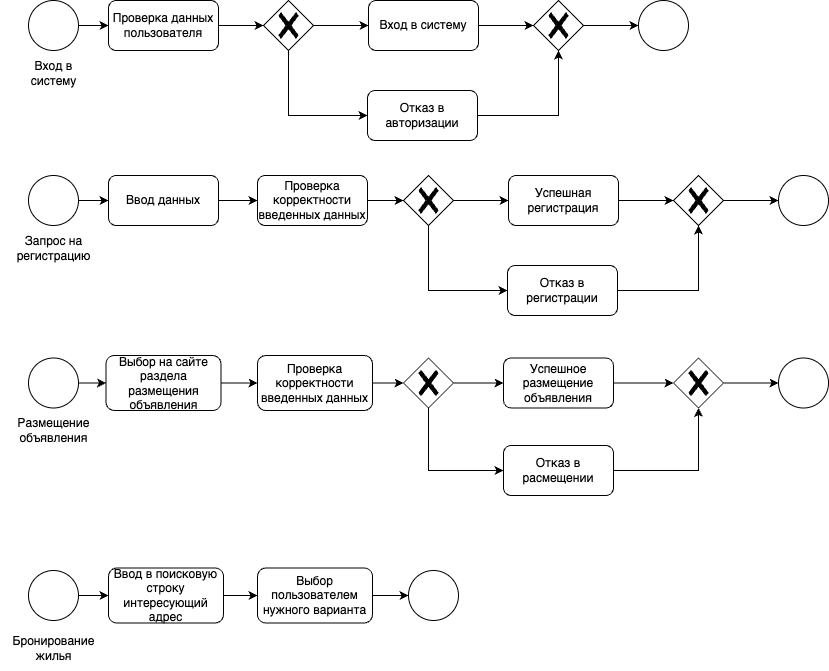 Проверка данных
пользователя
Вход в систему
Вход в
систему
Отказ в
авторизации
Ввод данных
Проверка
корректности
введенных данных
Успешная
регистрация
Запрос на
регистрацию
Отказ в
регистрации
Выбор на сайте
раздела
размещения
объявления
Проверка
корректности
введенных данных
Успешное
размещение
объявления
Размещение
объявления
Отказ в
расмещении
Ввод в поисковую
строку
интересующий
адрес
Выбор
пользователем
нужного варианта
Бронирование
жилья